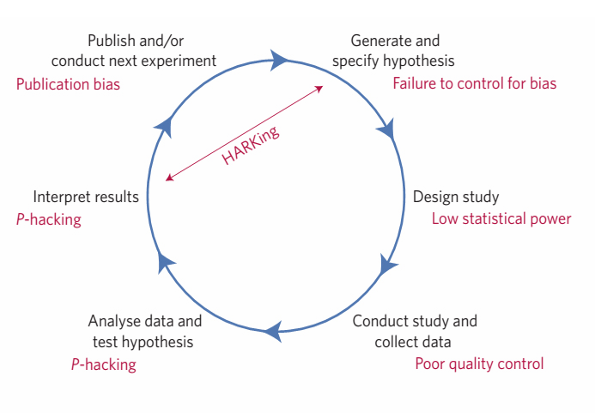 Publish and/or
conduct next experiment
Publication bias
Generate and
specify hypothesis
Failure to control for bias
HARKing
Interpret results
P-hacking
Design study
Low statistical power
Analyse data and
test hypothesis
P-hacking
Conduct study and
collect data
Poor quality control